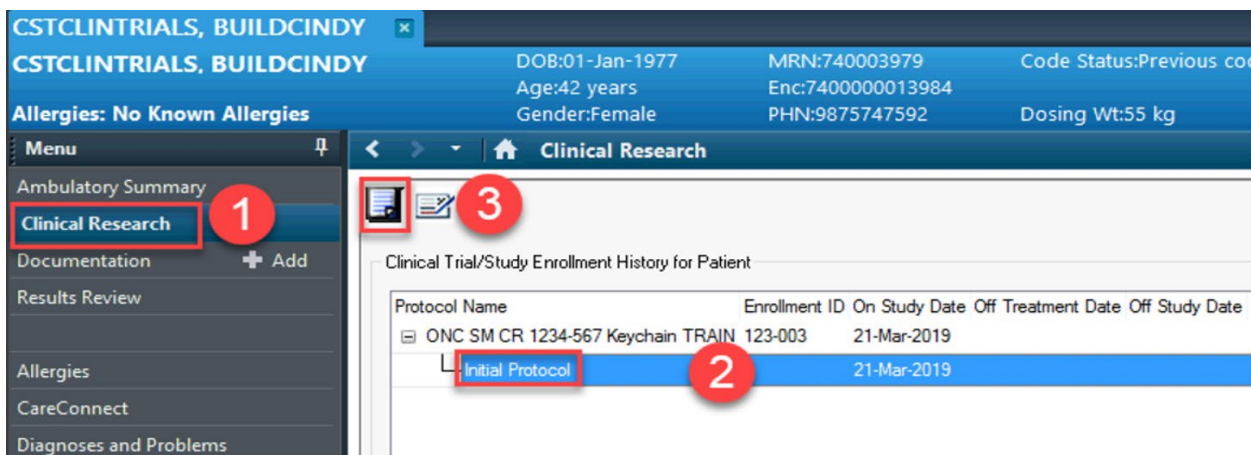 CSTCLINTRIALS, BUILDCINDY
CSTCLINTRIALS, BUILDCINDY DOB:01-Jan-1977 MRN:740003979 Code Status:Previous
Age:42 years Enc:7400000013984
Allergies: No Known Allergies Gender:Female PHN:9875747592 Dosing Wt:55 kg
Menu Clinical Research
Ambulatory Summary
Clinical Research 1
3
Documentation Add
Clinical Trial/Study Enrollment History for Patient
Results Review
Protocol Name Enrollment ID On Study Date Off Treatment Date Off Study Date
ONC SM CR 1234-567 Keychain TRAIN 123-003 21-Mar-2019
Allergies
Initial Protocol 2 21-Mar-2019
CareConnect
Diagnoses and Problems